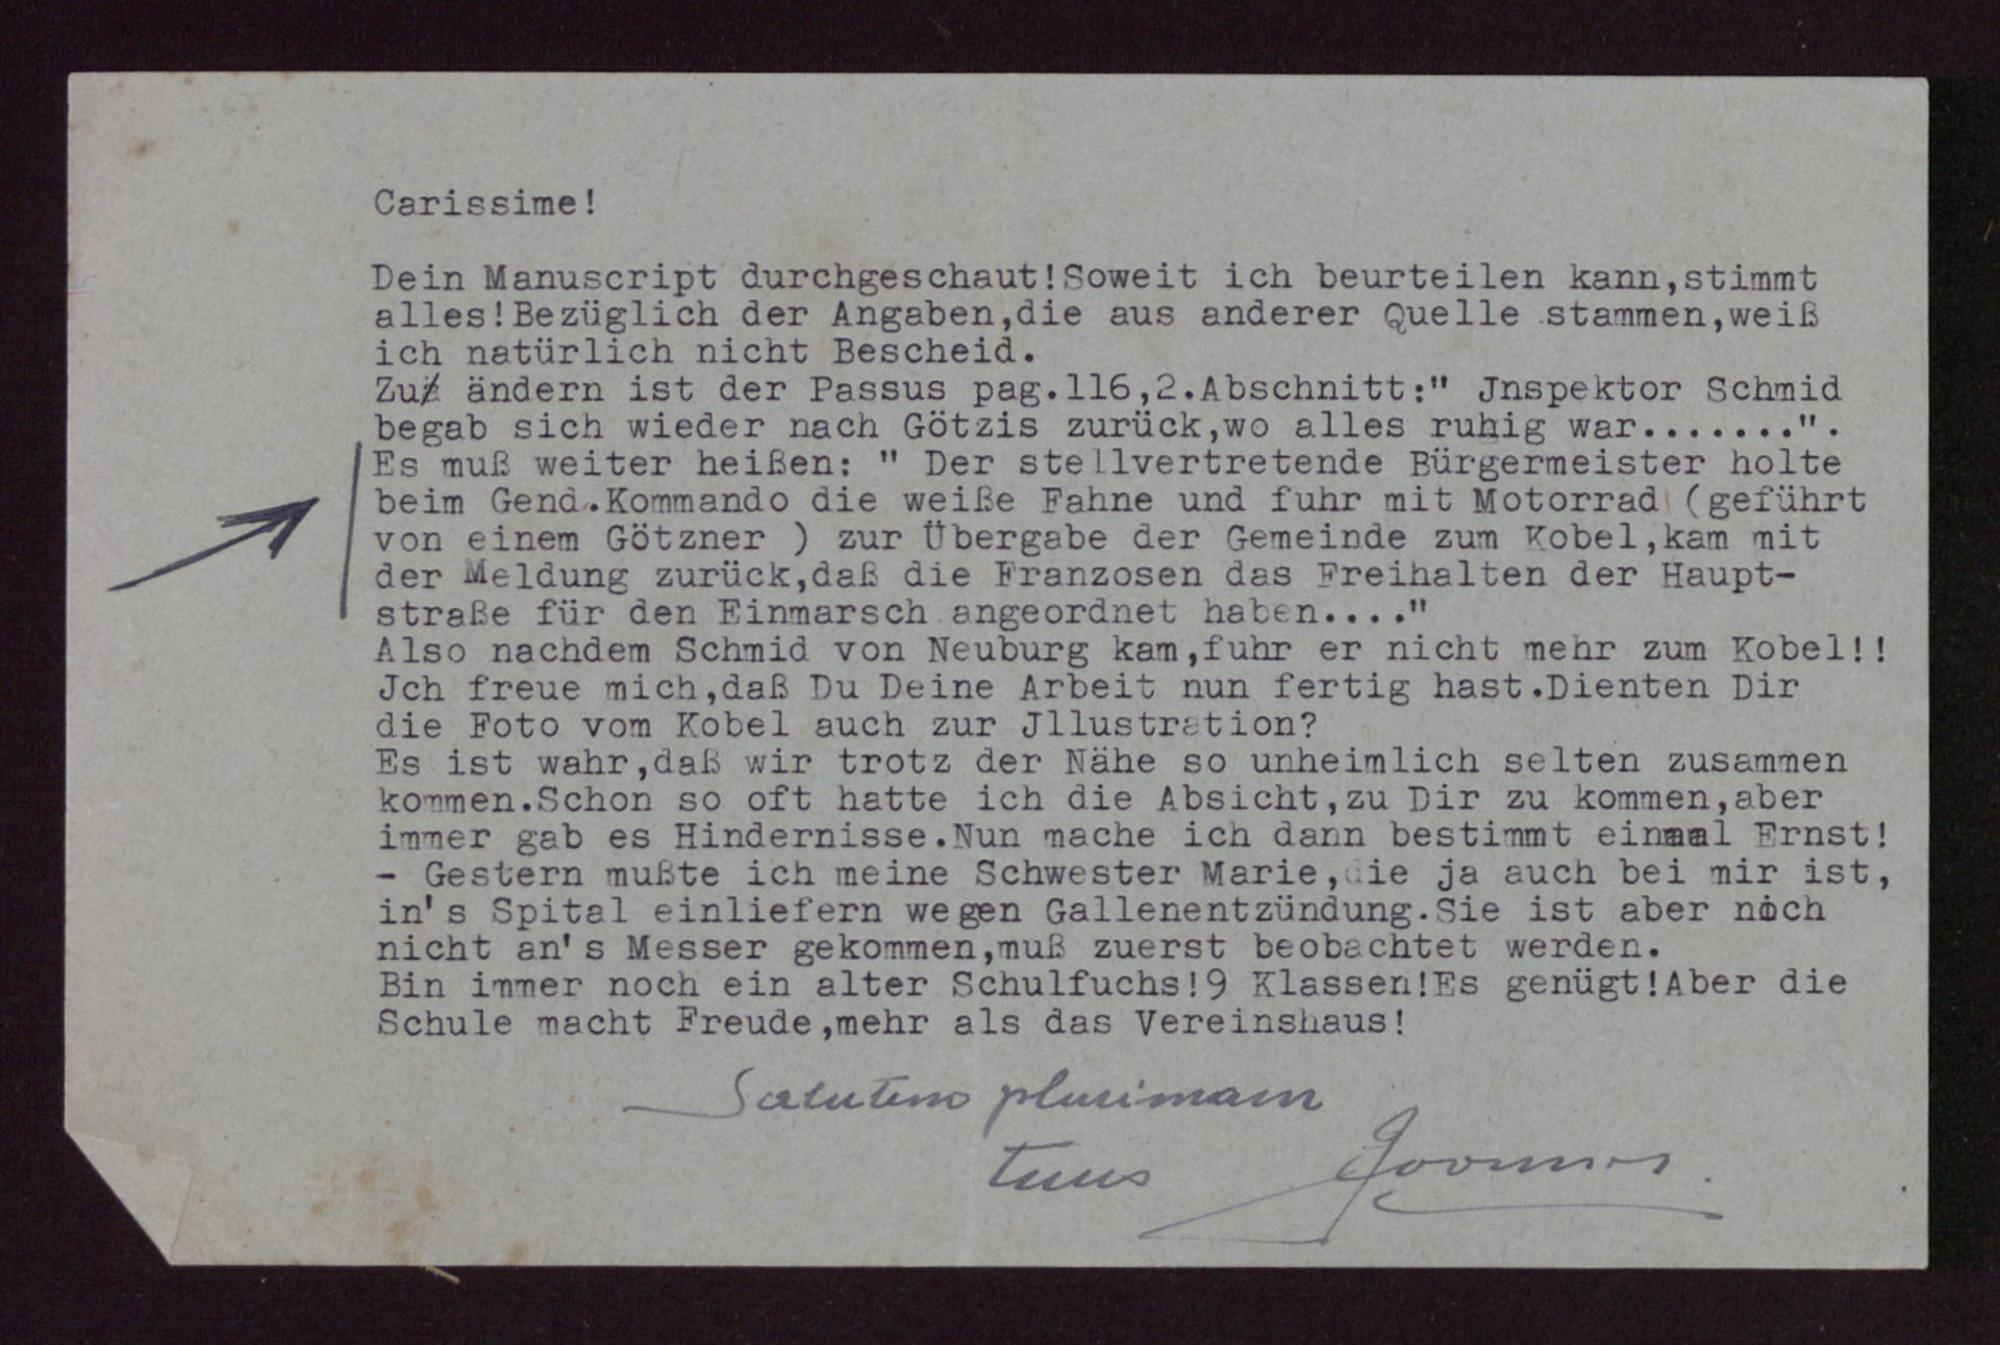 Carissime!
Dein Manuscript durchgeschaut!Soweit ich beurteilen kann,stimmt
alles!Bezüglich der Angaben,die aus anderer Quelle stammen,weiß
ich natürlich nicht Bescheid.
Zu ändern ist der Passus pag.116,2.Abschnitt:" Jnspektor Schmid
begab sich wieder nach Götzis zurück,wo alles ruhig war.......".
Es muß weiter heißen: " Der stellvertretende Bürgermeister holte
beim Gend.Kommando die weiße Fahne und fuhr mit Motorrad (geführt
von einem Götzner ) zur Übergabe der Gemeinde zum Kobel,kam mit
der Meldung zurück,daß die Franzosen das Freihalten der Haupt-
straße für den Einmarsch angeordnet haben...."
Also nachdem Schmid von Neuburg kam,fuhr er nicht mehr zum Kobel!!
Jch freue mich,daß Du Deine Arbeit nun fertig hast.Dienten Dir
die Foto vom Kobel auch zur Jllustration?
Es ist wahr,daß wir trotz der Nähe so unheimlich selten zusammen
kommen.Schon so oft hatte ich die Absicht,zu Dir zu kommen,aber
immer gab es Hindernisse.Nun mache ich dann bestimmt einmal Ernst!
- Gestern mußte ich meine Schwester Marie,die ja auch bei mir ist,
in's Spital einliefern wegen Gallenentzündung.Sie ist aber noch
nicht an's Messer gekommen,muß zuerst beobachtet werden.
Bin immer noch ein alter Schulfuchs!9 Klassen!Es genügt!Aber die
Schule macht Freude,mehr als das Vereinshaus!
Salutem plurimam
tuus